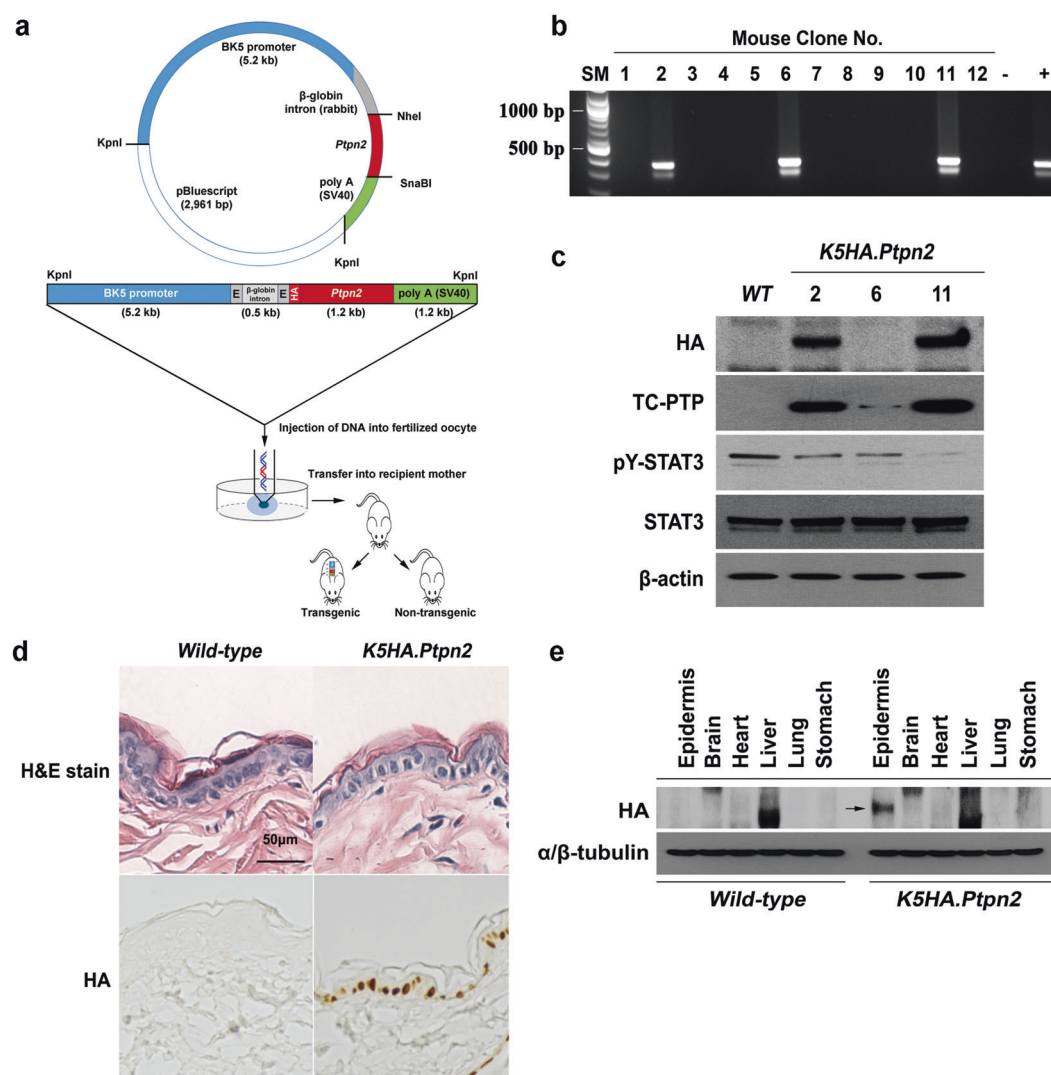 a
BK5 promoter
(5.2 kb)
β-globin
intron (rabbit)
NheI
KpnI
Ptpn2
pBluescript
(2,961 bp)
poly A
(SV40)
SnaBI
KpnI
KpnI
KpnI
BK5 promoter
E
β-globin
intron
E
HA
Ptpn2
poly A (SV40)
(5.2 kb)
(0.5 kb)
(1.2 kb)
(1.2 kb)
Injection of DNA into fertilized oocyte
Transfer into recipient mother
Transgenic
Non-transgenic
b
Mouse Clone No.
SM 1 2 3 4 5 6 7 8 9 10 11 12 - +
1000 bp
500 bp
c
K5HA.Ptpn2
WT 2 6 11
HA
TC-PTP
pY-STAT3
STAT3
β-actin
d
Wild-type
K5HA.Ptpn2
H&E stain
50μm
HA
e
Epidermis
Brain
Heart
Liver
Lung
Stomach
Epidermis
Brain
Heart
Liver
Lung
Stomach
HA
α/β-tubulin
Wild-type
K5HA.Ptpn2